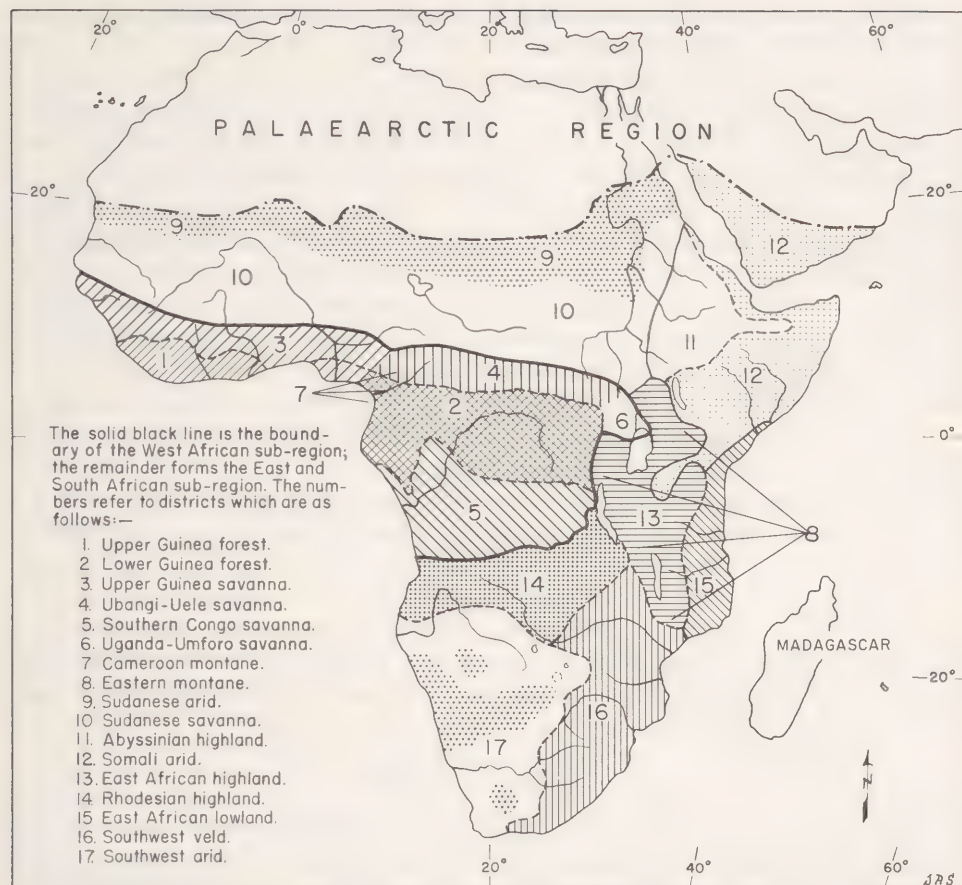 20° 0° 20° 40° 60°
PALAEARCTIC REGION
20° 20°
9
9
12
10
10
11
12
1
3
4
7
2
6
0°
The solid black line is the bound-
ary of the West African sub-region;
the remainder forms the East and
South African sub-region. The num-
bers refer to districts which are as
follows:—
5
13
8
14
15
MADAGASCAR
20°
16
17
N
1. Upper Guinea forest.
2 Lower Guinea forest.
3 Upper Guinea savanna.
4. Ubangi-Uele savanna.
5. Southern Congo savanna.
6. Uganda-Umforo savanna.
7. Cameroon montane.
8. Eastern montane.
9. Sudanese arid.
10 Sudanese savanna.
11. Abyssinian highland.
12. Somali arid.
13. East African highland.
14 Rhodesian highland.
15 East African lowland.
16. Southwest veld.
17. Southwest arid.
20° 40° 60°
JAS